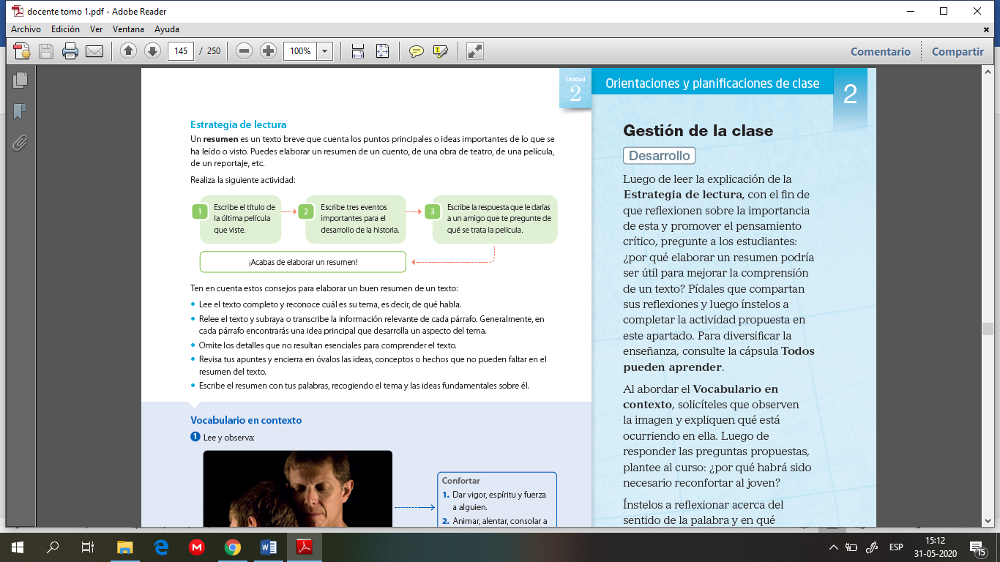 docente tomo 1.pdf - Adobe Reader
Archivo Edición Ver Ventana Ayuda
145 / 250 100% Comentario Compartir
Unidad
2
Estrategia de lectura
Un resumen es un texto breve que cuenta los puntos principales o ideas importantes de lo que se
ha leído o visto. Puedes elaborar un resumen de un cuento, de una obra de teatro, de una película,
de un reportaje, etc.
Realiza la siguiente actividad:
1 Escribe el título de
la última película
que viste.
2 Escribe tres eventos
importantes para el
desarrollo de la historia.
3 Escribe la respuesta que le darías
a un amigo que te pregunte de
qué se trata la película.
¡Acabas de elaborar un resumen!
Ten en cuenta estos consejos para elaborar un buen resumen de un texto:
• Lee el texto completo y reconoce cuál es su tema, es decir, de qué habla.
• Relee el texto y subraya o transcribe la información relevante de cada párrafo. Generalmente, en
cada párrafo encontrarás una idea principal que desarrolla un aspecto del tema.
• Omite los detalles que no resultan esenciales para comprender el texto.
• Revisa tus apuntes y encierra en óvalos las ideas, conceptos o hechos que no pueden faltar en el
resumen del texto.
• Escribe el resumen con tus palabras, recogiendo el tema y las ideas fundamentales sobre él.
Vocabulario en contexto
1 Lee y observa:
Confortar
1. Dar vigor, espíritu y fuerza
a alguien.
2. Animar, alentar, consolar a
Orientaciones y planificaciones de clase
2
Gestión de la clase
Desarrollo
Luego de leer la explicación de la
Estrategia de lectura, con el fin de
que reflexionen sobre la importancia
de esta y promover el pensamiento
crítico, pregunte a los estudiantes:
¿por qué elaborar un resumen podría
ser útil para mejorar la comprensión
de un texto? Pídales que compartan
sus reflexiones y luego ínstelos a
completar la actividad propuesta en
este apartado. Para diversificar la
enseñanza, consulte la cápsula Todos
pueden aprender.
Al abordar el Vocabulario en
contexto, solicíteles que observen
la imagen y expliquen qué está
ocurriendo en ella. Luego de
responder las preguntas propuestas,
plantee al curso: ¿por qué habrá sido
necesario reconfortar al joven?
Ínstelos a reflexionar acerca del
sentido de la palabra y en qué
ESP
15:12
31-05-2020
15